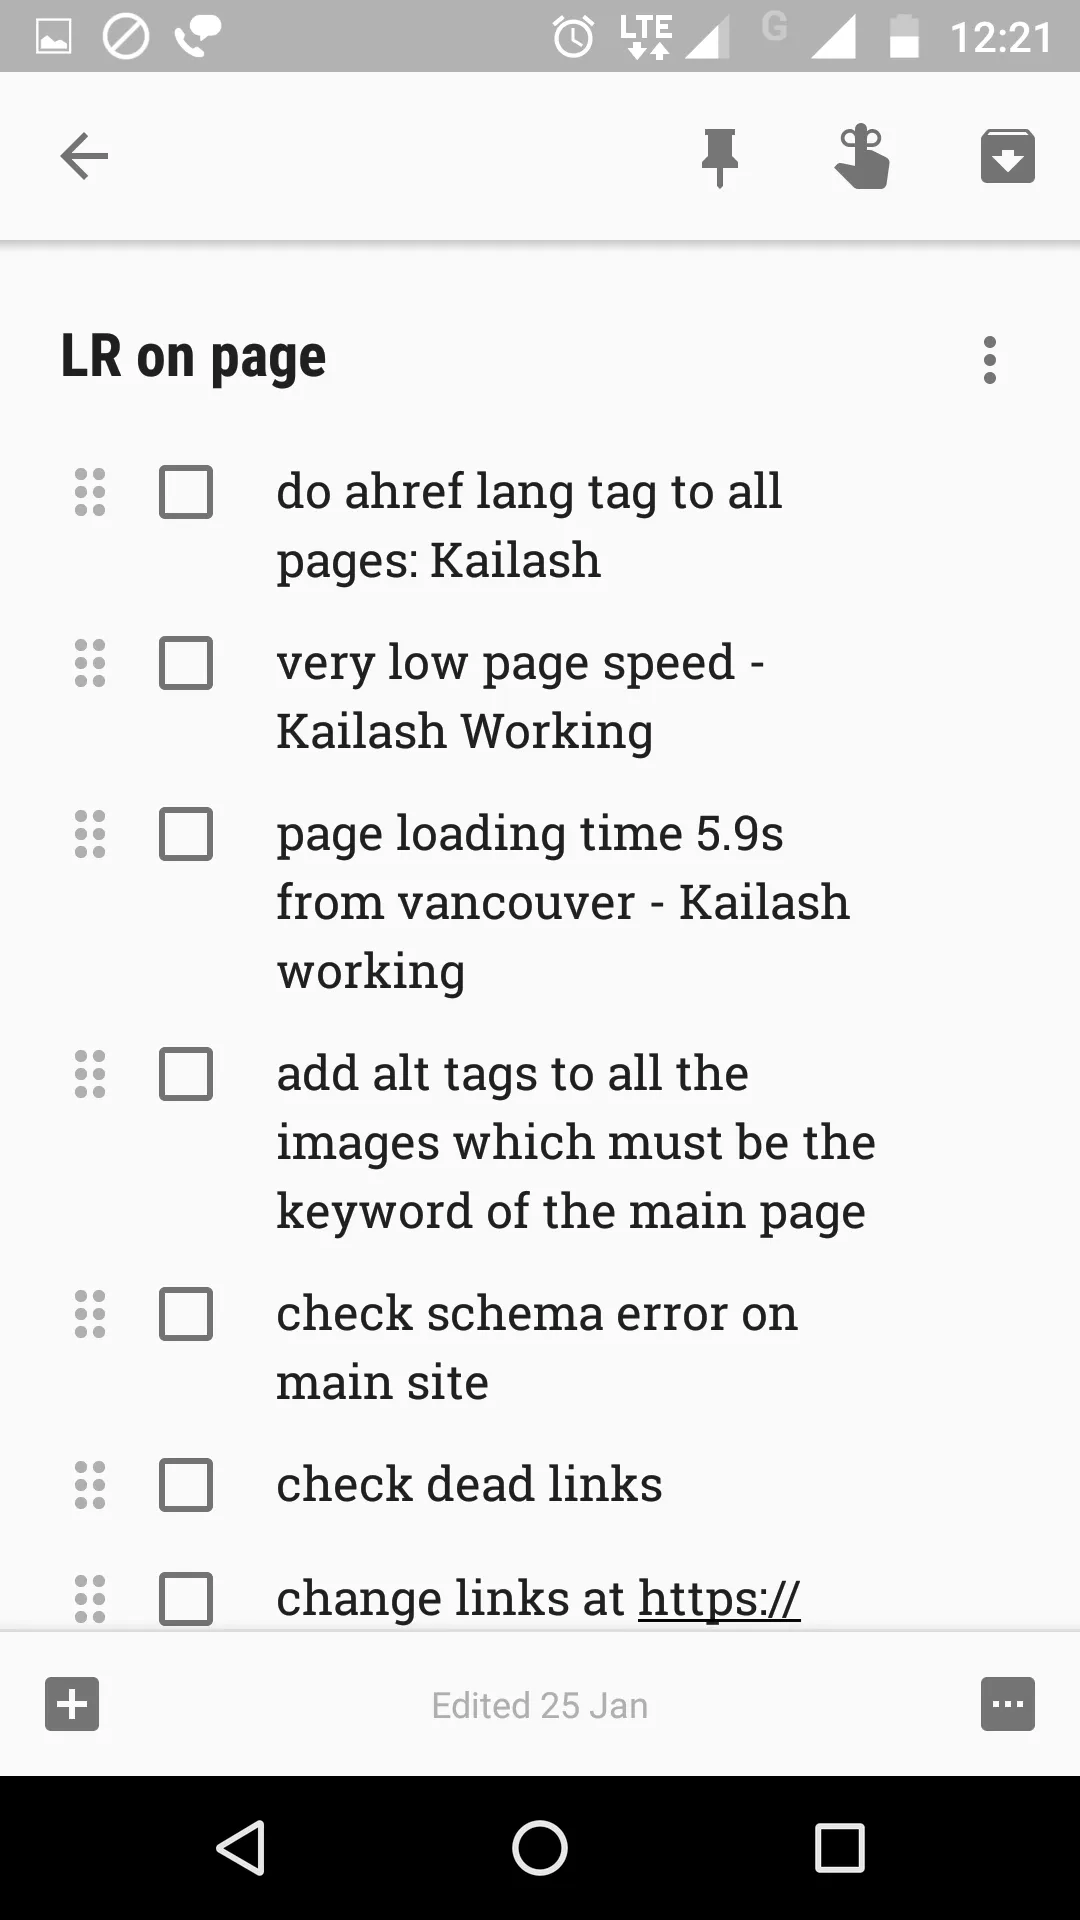 LTE G 12:21
LR on page
do ahref lang tag to all
pages: Kailash
very low page speed -
Kailash Working
page loading time 5.9s
from vancouver - Kailash
working
add alt tags to all the
images which must be the
keyword of the main page
check schema error on
main site
check dead links
change links at https://
Edited 25 Jan